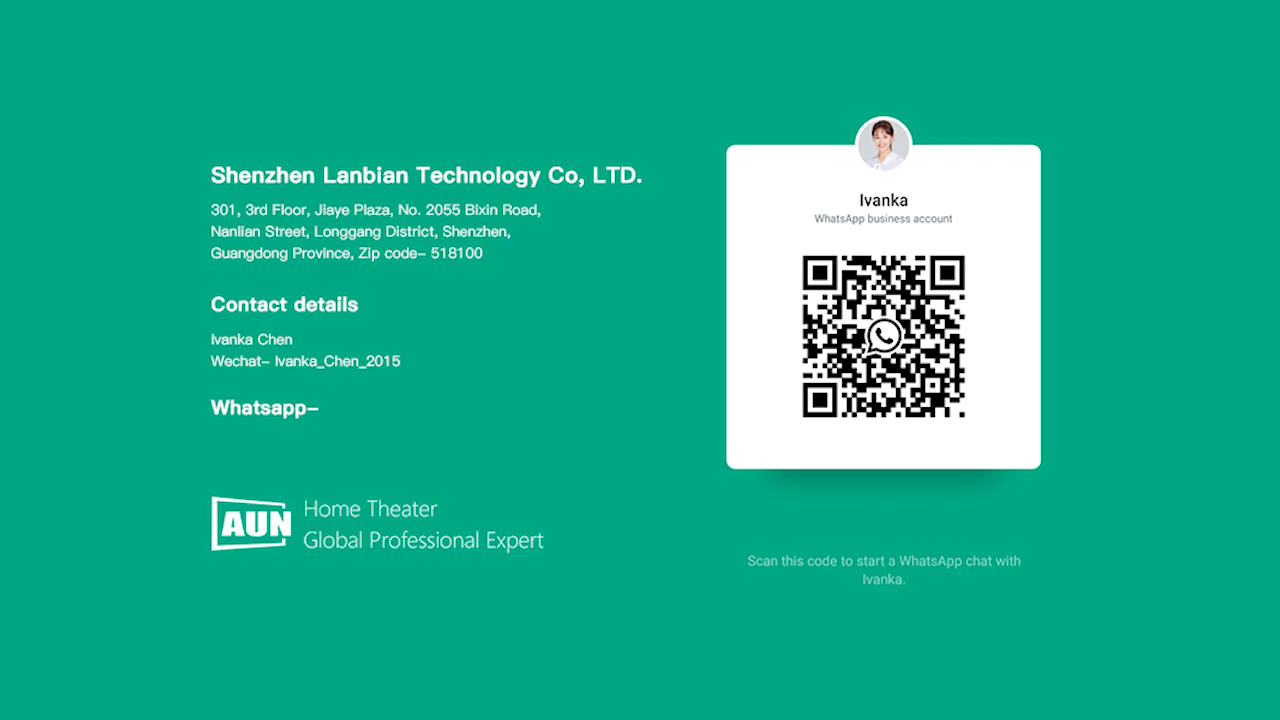 Shenzhen Lanbian Technology Co, LTD.
301, 3rd Floor, Jiaye Plaza, No. 2055 Bixin Road,
Nanlian Street, Longgang District, Shenzhen,
Guangdong Province, Zip code- 518100
Contact details
Ivanka Chen
Wechat- Ivanka_Chen_2015
Whatsapp-
AUN
Home Theater
Global Professional Expert
Ivanka
WhatsApp business account
Scan this code to start a WhatsApp chat with
Ivanka.